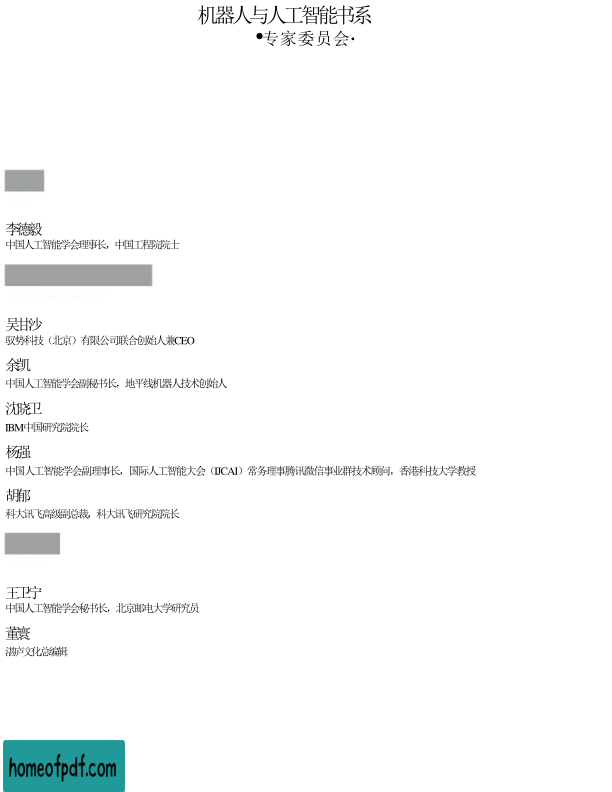 机器人与人工智能书系
•专家委员会·
李德毅
中国人工智能学会理事长，中国工程院院士
吴甘沙
驭势科技（北京）有限公司联合创始人兼CEO
余凯
中国人工智能学会副秘书长，地平线机器人技术创始人
沈晓卫
IBM中国研究院院长
杨强
中国人工智能学会副理事长，国际人工智能大会（IJCAI）常务理事腾讯微信事业群技术顾问，香港科技大学教授
胡郁
科大讯飞高级副总裁，科大讯飞研究院院长
王卫宁
中国人工智能学会秘书长，北京邮电大学研究员
董寰
湛庐文化总编辑
homeofpdf.com